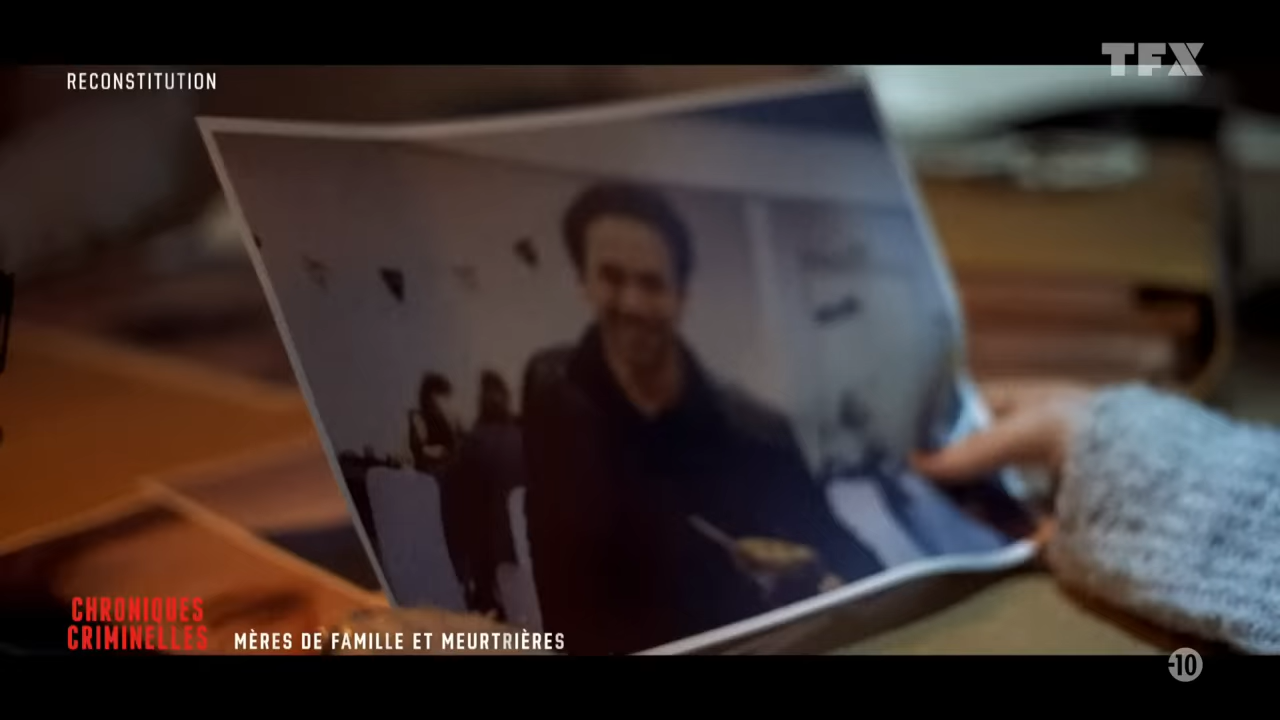 TFX
RECONSTITUTION
CHRONIQUES
CRIMINELLES
MÈRES DE FAMILLE ET MEURTRIÈRES
-10